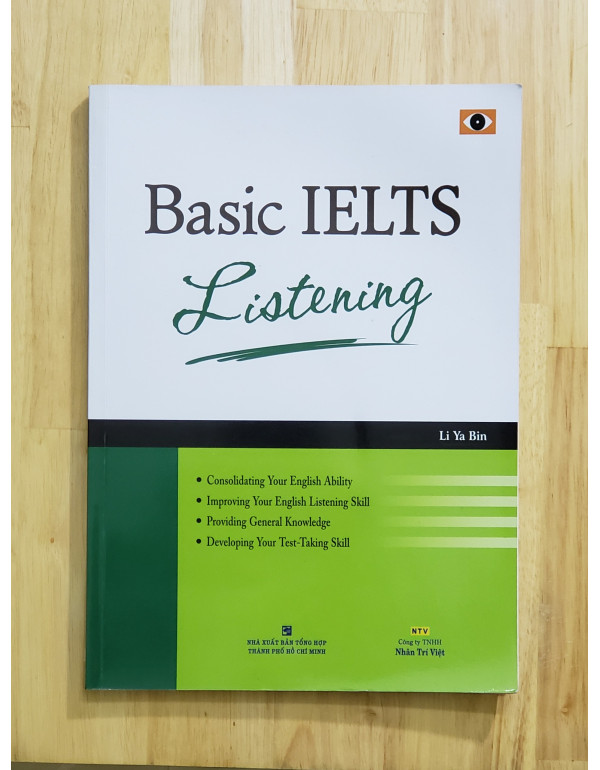 Basic IELTS
Listening
Li Ya Bin
• Consolidating Your English Ability
• Improving Your English Listening Skill
• Providing General Knowledge
• Developing Your Test-Taking Skill
NHÀ XUẤT BẢN TỔNG HỢP
THÀNH PHỐ HỒ CHÍ MINH
NTV
Công ty TNHH
Nhân Trí Việt